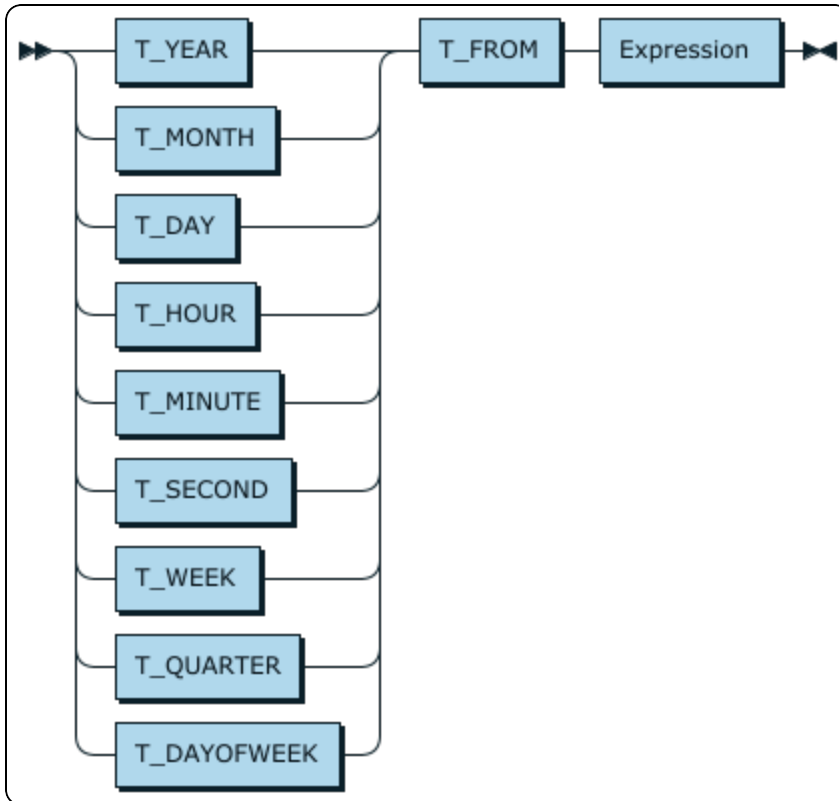 T_YEAR T_FROM Expression
T_MONTH
T_DAY
T_HOUR
T_MINUTE
T_SECOND
T_WEEK
T_QUARTER
T_DAYOFWEEK